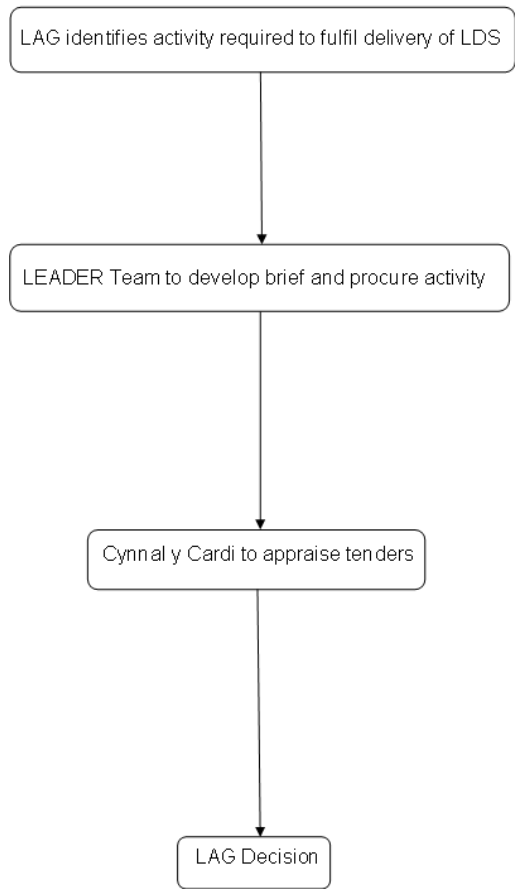 LAG identifies activity required to fulfil delivery of LDS
LEADER Team to develop brief and procure activity
Cynnal y Cardi to appraise tenders
LAG Decision